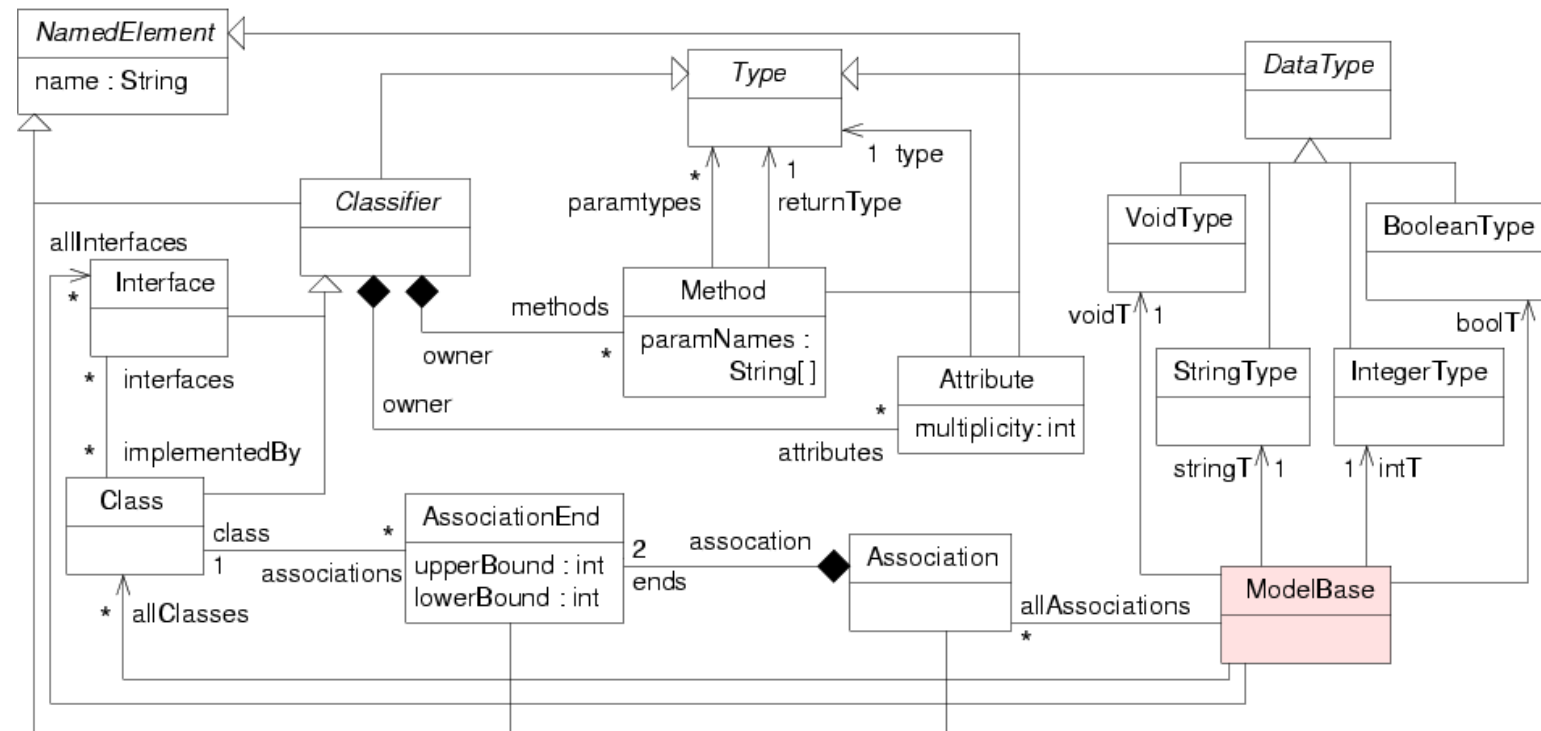 NamedElement
name : String
Type
DataType
1 type
Classifier
*
paramtypes
1
returnType
VoidType
BooleanType
allInterfaces
*
Interface
Method
paramNames :
String[ ]
methods
*
owner
voidT 1
boolT
StringType
IntegerType
Attribute
multiplicity: int
*
attributes
owner
* interfaces
* implementedBy
stringT 1
1 intT
Class
class
1
*
associations
AssociationEnd
upperBound : int
lowerBound : int
2
ends
assocation
Association
allAssociations
*
ModelBase
* allClasses